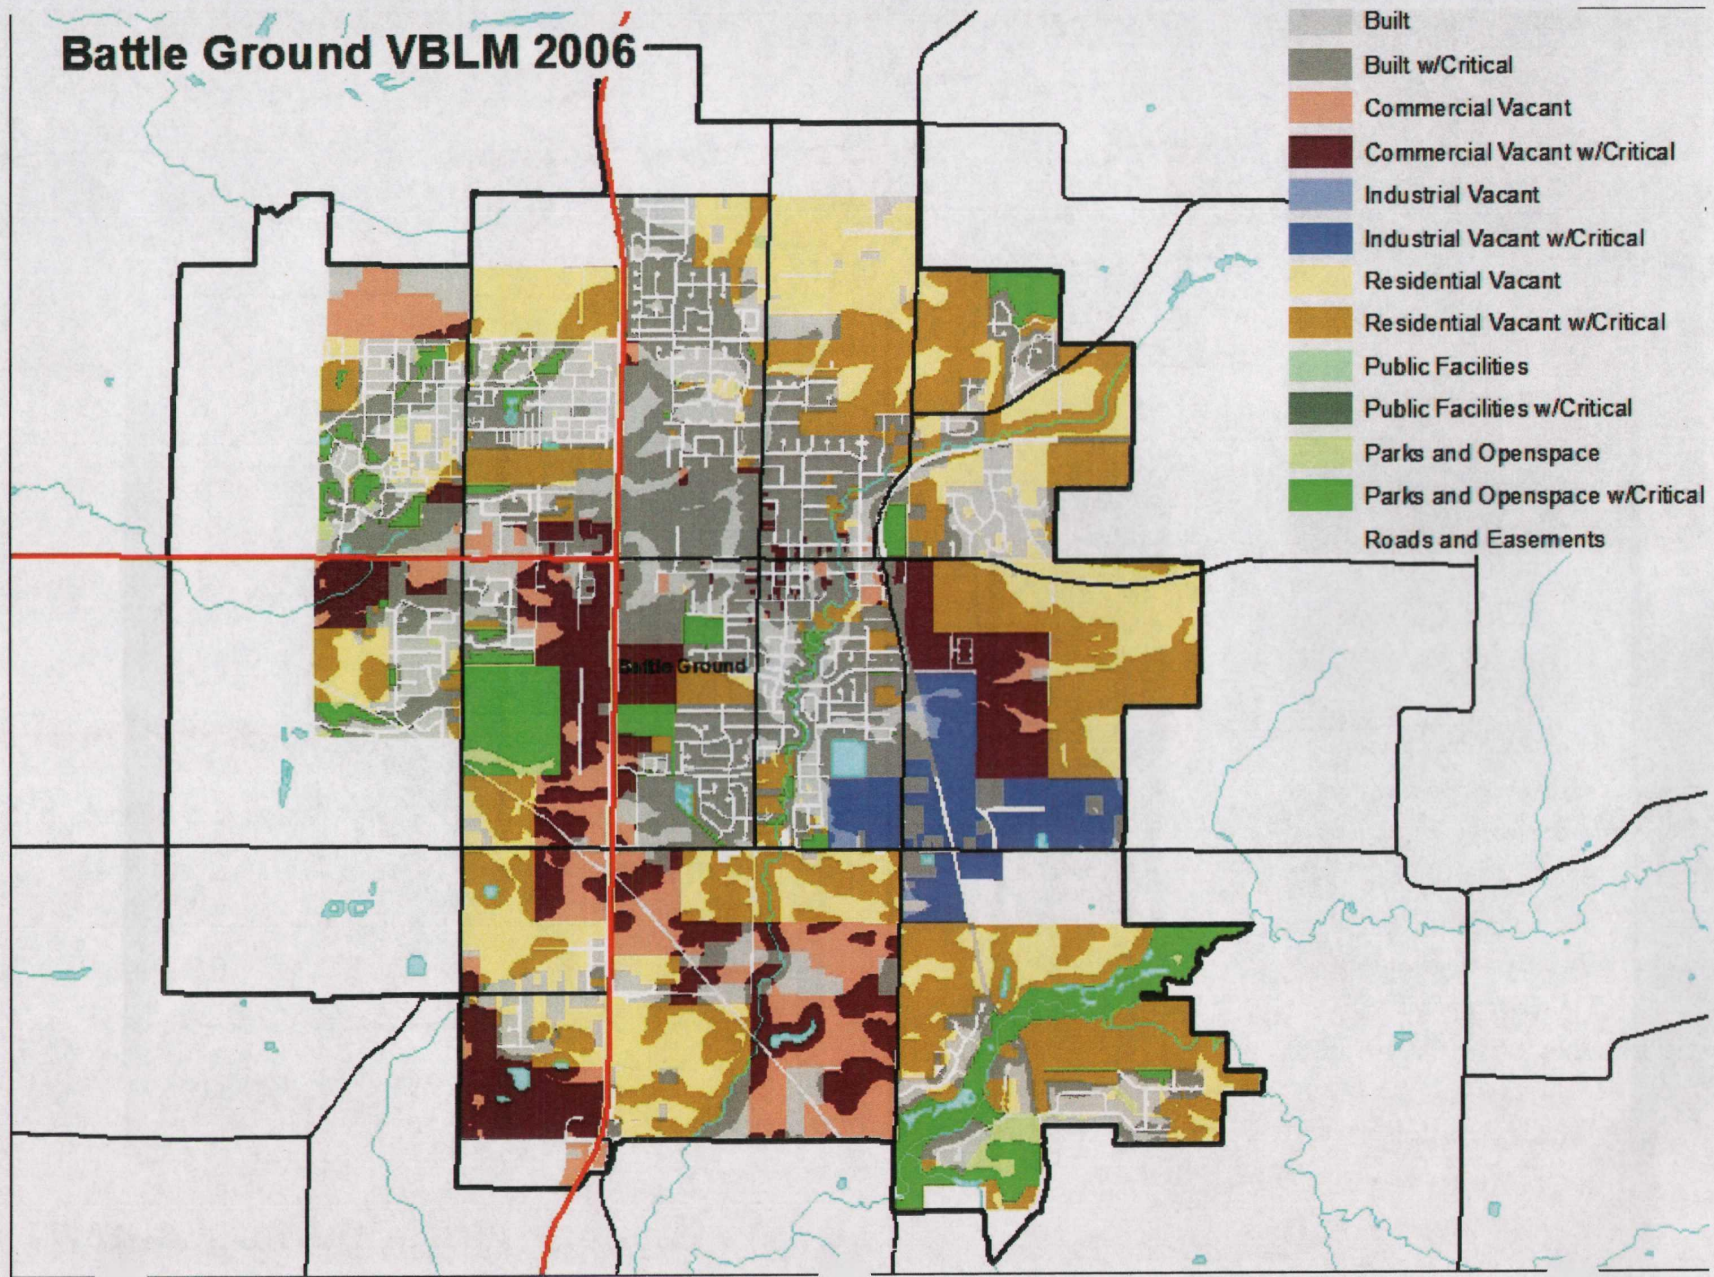 Battle Ground VBLM 2006
Built
Built w/Critical
Commercial Vacant
Commercial Vacant w/Critical
Industrial Vacant
Industrial Vacant w/Critical
Residential Vacant
Residential Vacant w/Critical
Public Facilities
Public Facilities w/Critical
Parks and Openspace
Parks and Openspace w/Critical
Roads and Easements
Battle Ground